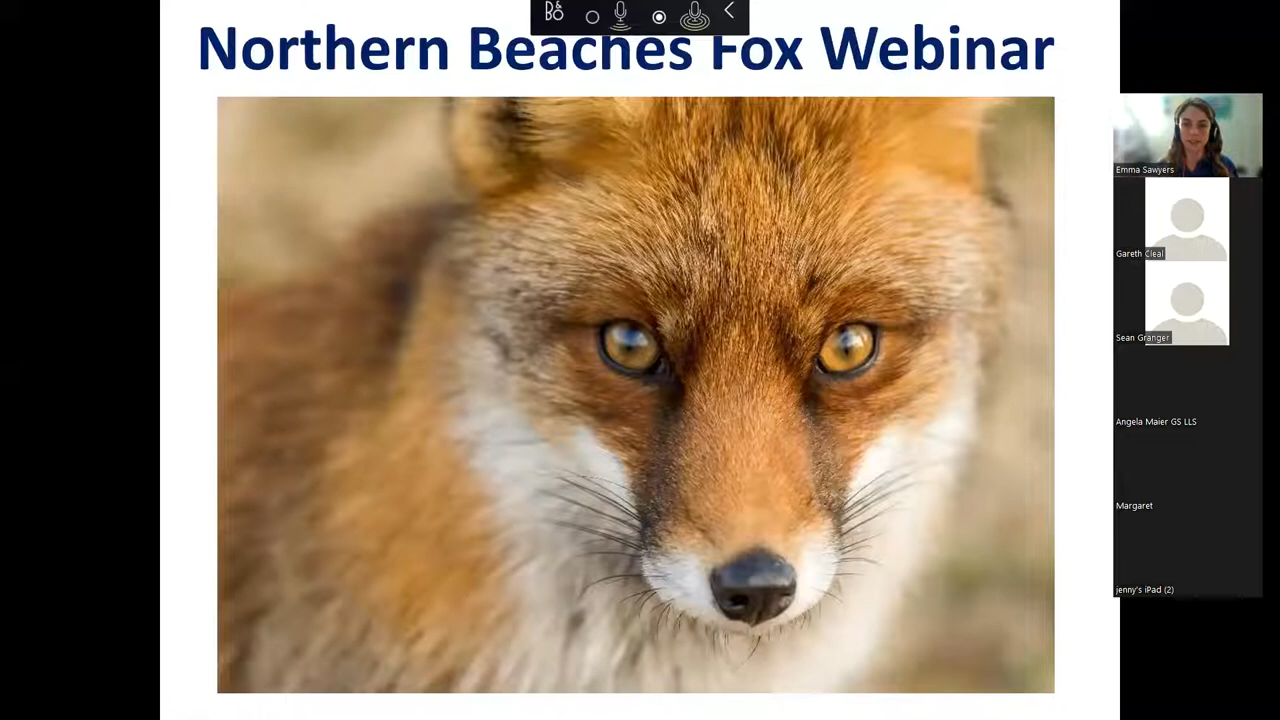 B&O
Northern Beaches Fox Webinar
Emma Sawyers
Gareth Cleal
Sean Granger
Angela Maier GS LLS
Margaret
jenny's iPad (2)